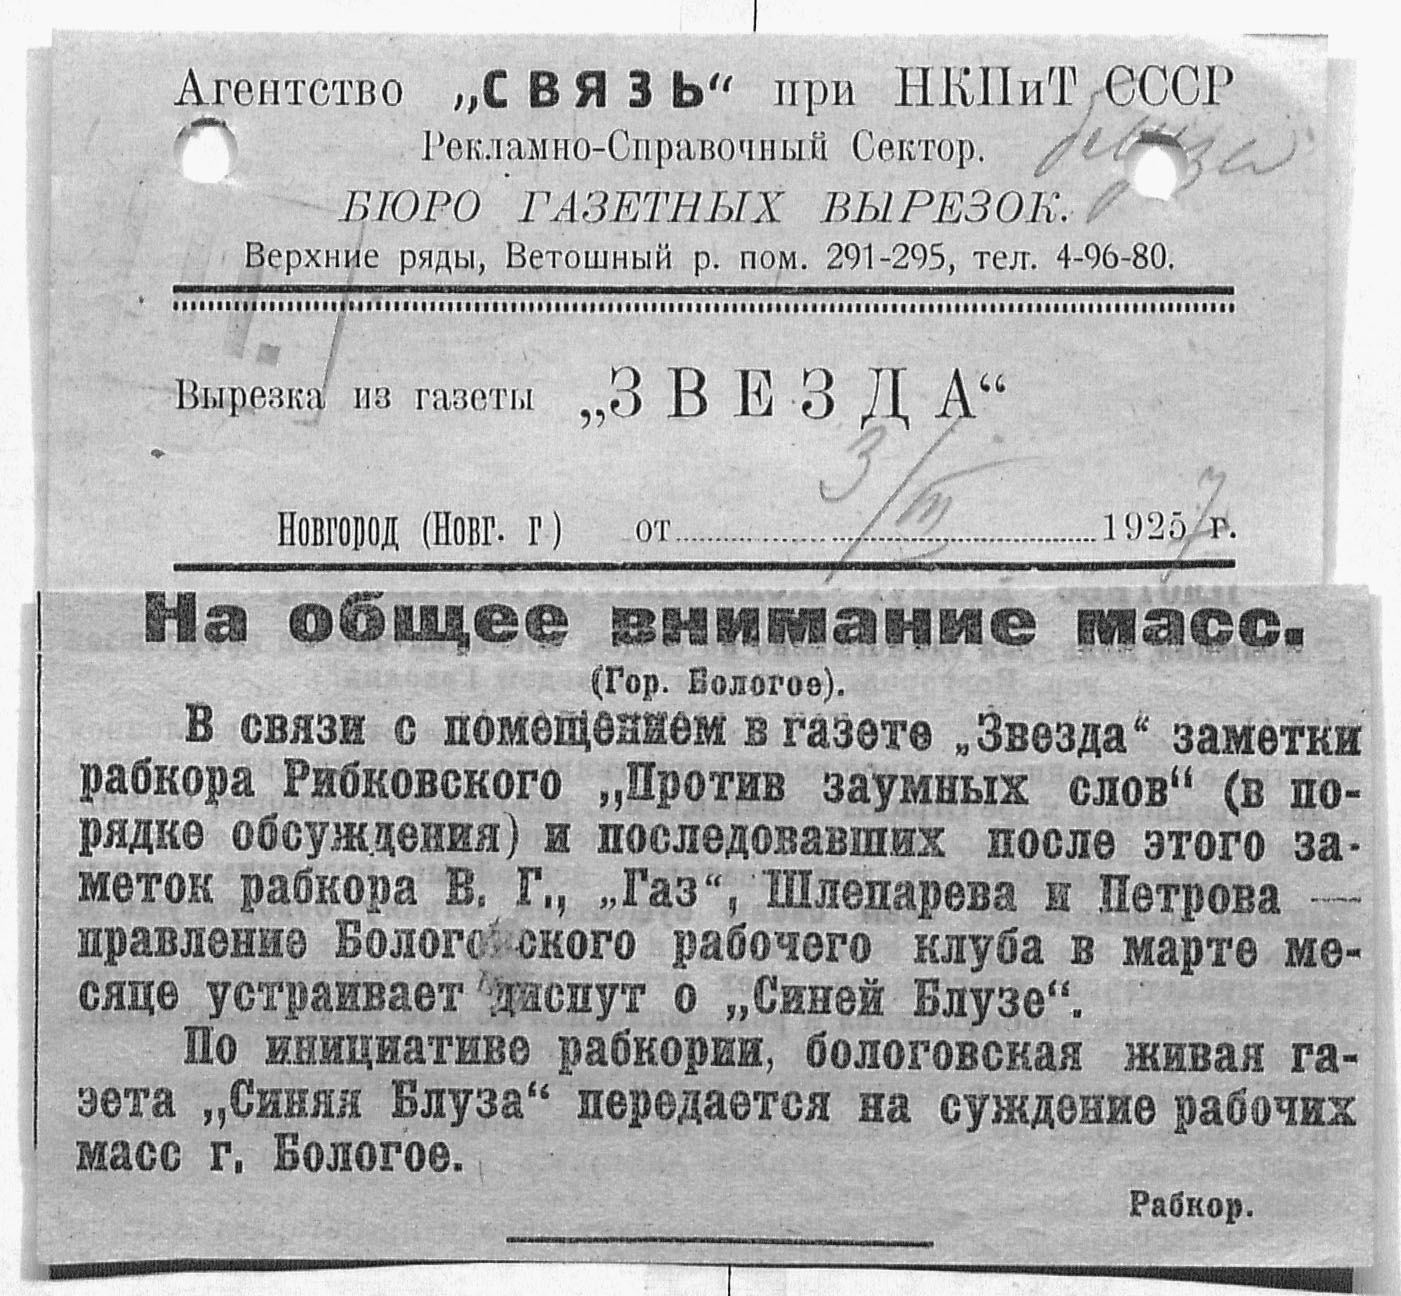 Агентство „СВЯЗЬ“ при НКПиТ СССР
Рекламно-Справочный Сектор.
БЮРО ГАЗЕТНЫХ ВЫРЕЗОК.
Верхние ряды, Ветошный р. пом. 291-295, тел. 4-96-80.
Вырезка из газеты „ЗВЕЗДА“
3/III
Новгород (Новг. г) от 1925 7 г.
На общее внимание масс.
(Гор. Бологое).
В связи с помещением в газете „Звезда“ заметки
рабкора Рибковского „Против заумных слов“ (в по-
рядке обсуждения) и последовавших после этого за-
меток рабкора В. Г., „Газ“, Шлепарева и Петрова —
правление Бологовского рабочего клуба в марте ме-
сяце устраивает диспут о „Синей Блузе“.
По инициативе рабкории, бологовская живая га-
зета „Синяя Блуза“ передается на суждение рабочих
масс г. Бологое.
Рабкор.